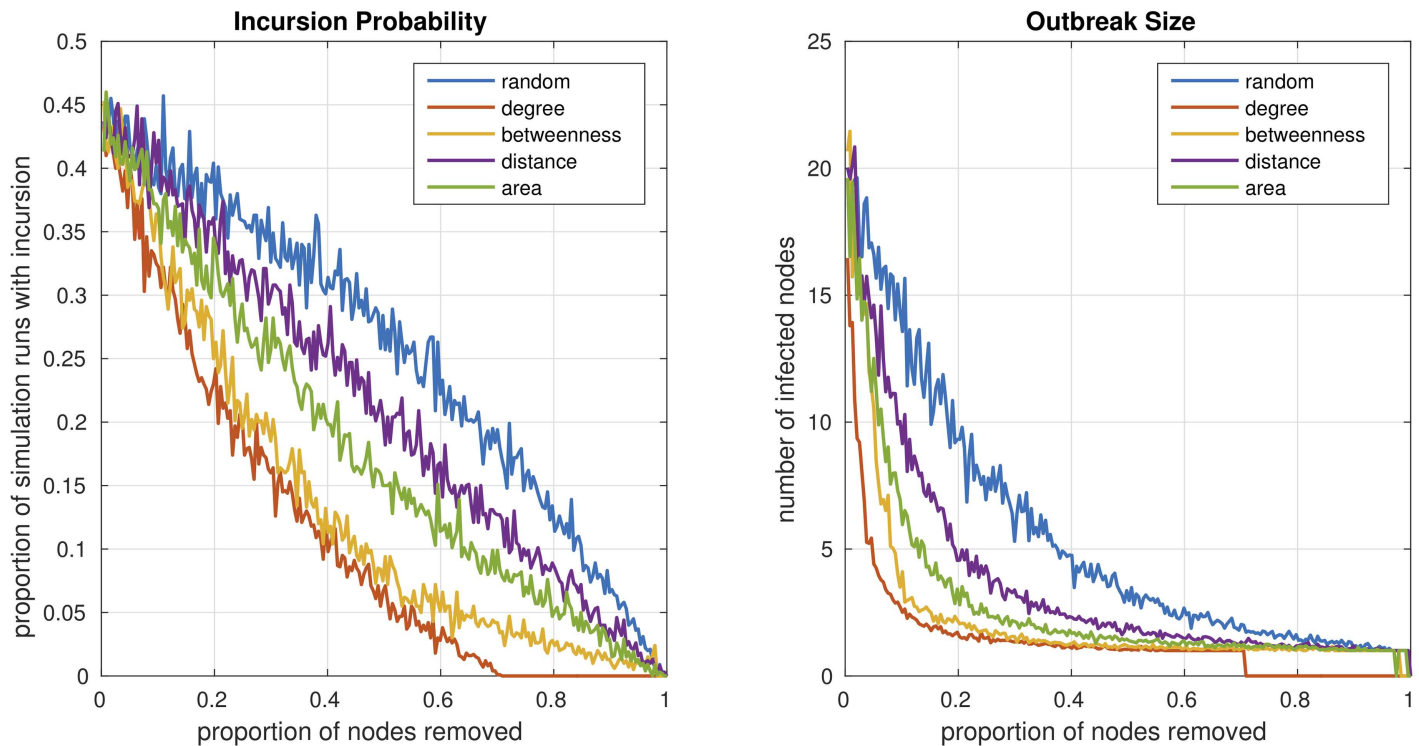 Incursion Probability
0.5
0.45
0.4
0.35
0.3
0.25
0.2
0.15
0.1
0.05
0
proportion of simulation runs with incursion
random
degree
betweenness
distance
area
0
0.2
0.4
0.6
0.8
1
proportion of nodes removed
Outbreak Size
25
20
15
10
5
0
number of infected nodes
random
degree
betweenness
distance
area
0
0.2
0.4
0.6
0.8
1
proportion of nodes removed